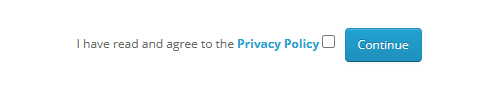 I have read and agree to the Privacy Policy Continue